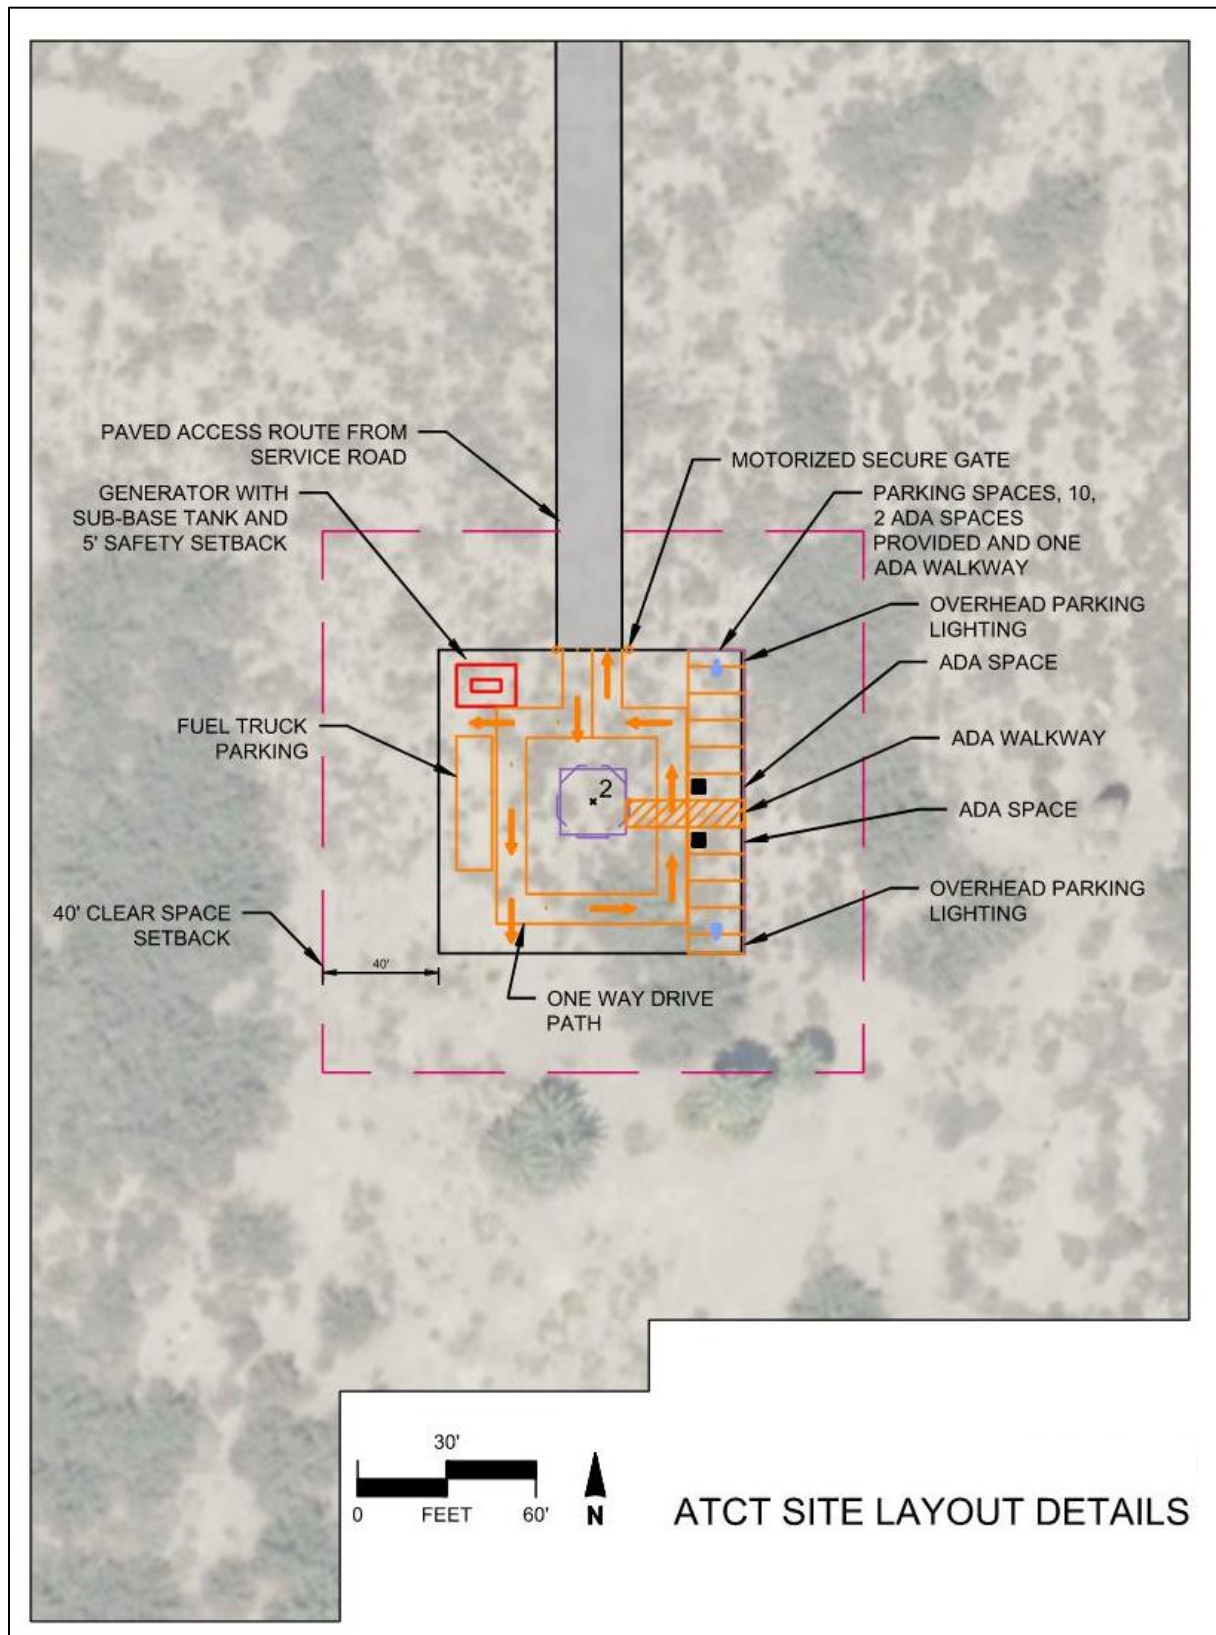 PAVED ACCESS ROUTE FROM
SERVICE ROAD
GENERATOR WITH
SUB-BASE TANK AND
5' SAFETY SETBACK
MOTORIZED SECURE GATE
PARKING SPACES, 10,
2 ADA SPACES
PROVIDED AND ONE
ADA WALKWAY
OVERHEAD PARKING
LIGHTING
ADA SPACE
FUEL TRUCK
PARKING
ADA WALKWAY
2
ADA SPACE
OVERHEAD PARKING
LIGHTING
40' CLEAR SPACE
SETBACK
40'
ONE WAY DRIVE
PATH
30'
0 FEET 60'
N
ATCT SITE LAYOUT DETAILS